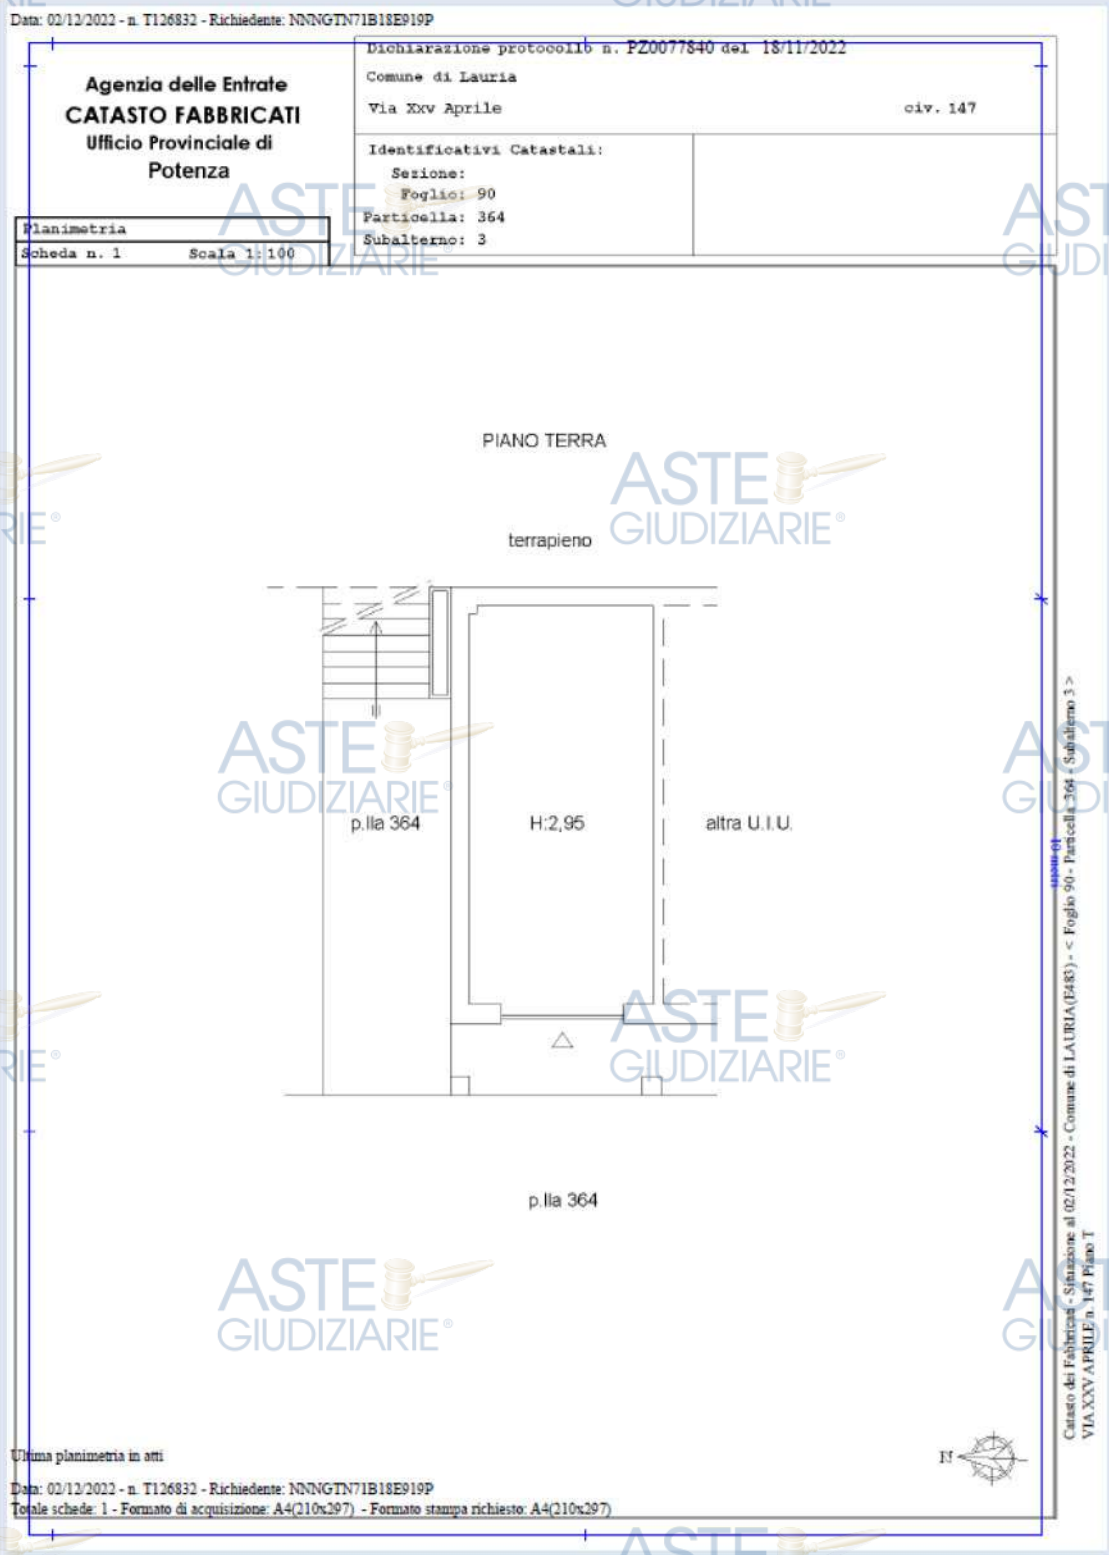 Data: 02/12/2022 - n. T126832 - Richiedente: NNNGTN71B18E919P
Agenzia delle Entrate
CATASTO FABBRICATI
Ufficio Provinciale di
Potenza
Dichiarazione protocollo n. PZ0077840 del 18/11/2022
Comune di Lauria
Via Xxv Aprile civ. 147
Identificativi Catastali:
Sezione:
Foglio: 90
Particella: 364
Subalterno: 3
Planimetria
Scheda n. 1 Scala 1:100
ASTE
GIUDIZIARIE®
PIANO TERRA
terrapieno
p.lla 364
H:2,95
altra U.I.U.
p.lla 364
10 metri
Catasto dei Fabbricati - Situazione al 02/12/2022 - Comune di LAURIA(E483) - < Foglio 90 - Particella 364 - Subalterno 3 >
VIA XXV APRILE n. 147 Piano T
N
Ultima planimetria in atti
Data: 02/12/2022 - n. T126832 - Richiedente: NNNGTN71B18E919P
Totale schede: 1 - Formato di acquisizione: A4(210x297) - Formato stampa richiesto: A4(210x297)